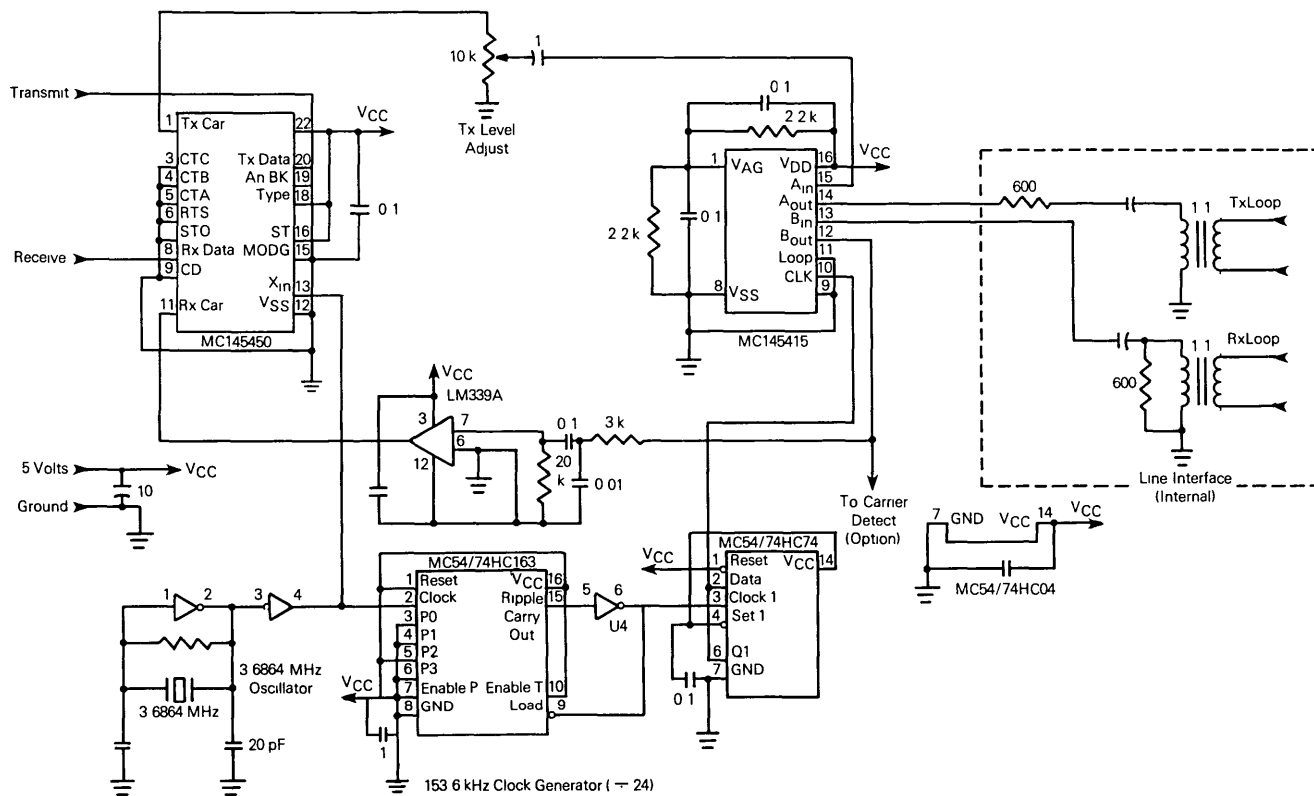 Transmit
Receive
1 Tx Car
3 CTC
4 CTB
5 CTA
6 RTS
STO
8 Rx Data
9 CD
11 Rx Car
22
Tx Data 20
An BK 19
Type 18
ST 16
MODG 15
Xin 13
VSS 12
MC145450
VCC
0 1
10 k
Tx Level
Adjust
1
0 1
2 2 k
2 2 k
0 1
1 VAG
8 VSS
VDD 16
Ain 15
Aout 14
Bin 13
Bout 12
Loop 11
CLK 10
9
MC145415
VCC
600
1 1
TxLoop
RxLoop
1 1
600
Line Interface
(Internal)
VCC
LM339A
3
7
6
12
0 1
3 k
20
k
0 01
To Carrier
Detect
(Option)
5 Volts
VCC
10
Ground
7 GND VCC 14
VCC
MC54/74HC04
1 2
3 4
3 6864 MHz
Oscillator
3 6864 MHz
20 pF
MC54/74HC163
1 Reset
2 Clock
3 P0
4 P1
5 P2
6 P3
7 Enable P
8 GND
VCC 16
Ripple 15
Carry
Out
Enable T 10
Load 9
VCC
1
5 6
U4
153 6 kHz Clock Generator (÷ 24)
MC54/74HC74
VCC
1 Reset
2 Data
3 Clock 1
4 Set 1
6 Q1
7 GND
VCC 14
0 1